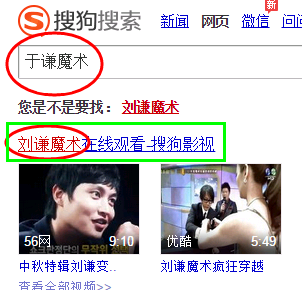 搜狗搜索 新闻 网页 微信 问问
新
于谦魔术
您是不是要找： 刘谦魔术
刘谦魔术在线观看-搜狗影视
56网 9:10
优酷 5:49
中秋特辑刘谦变..
刘谦魔术疯狂穿越
查看全部视频>>